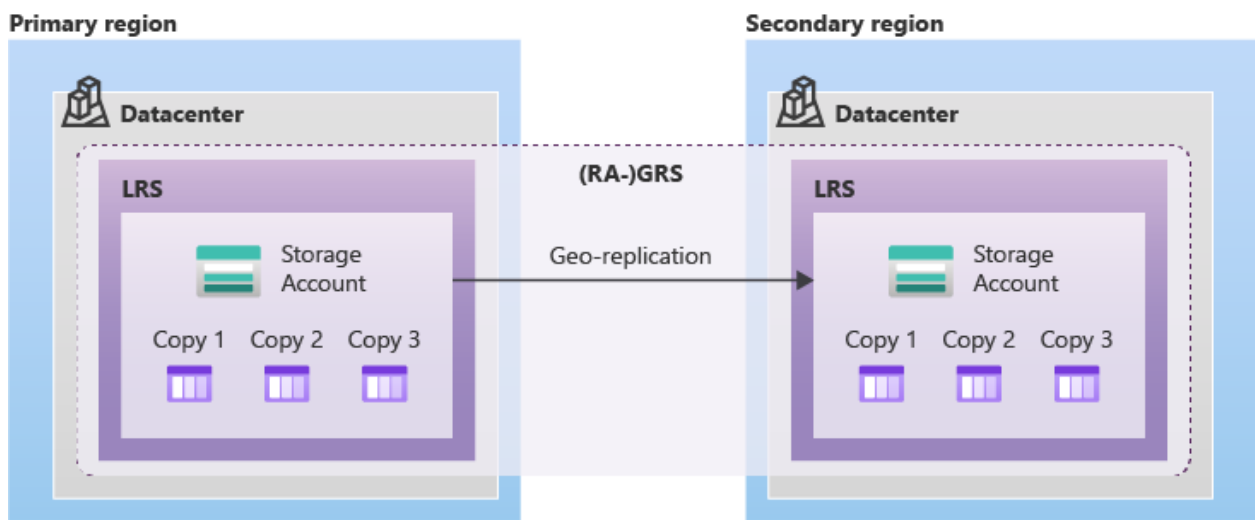 Primary region
Secondary region
Datacenter
Datacenter
(RA-)GRS
LRS
LRS
Storage
Account
Geo-replication
Storage
Account
Copy 1 Copy 2 Copy 3
Copy 1 Copy 2 Copy 3